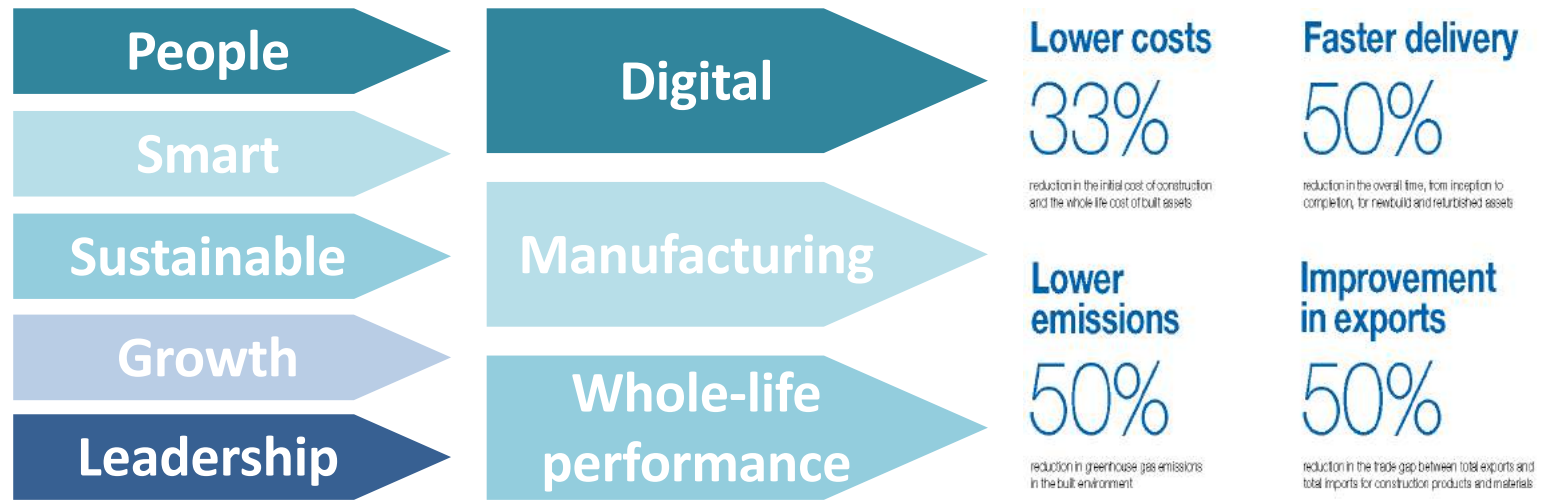 People
Smart
Sustainable
Growth
Leadership
Digital
Manufacturing
Whole-life
performance
Lower costs
33%
reduction in the initial cost of construction
and the whole life cost of built assets
Faster delivery
50%
reduction in the overall time, from inception to
completion, for newbuild and refurbished assets
Lower
emissions
50%
reduction in greenhouse gas emissions
in the built environment
Improvement
in exports
50%
reduction in the trade gap between total exports and
total imports for construction products and materials